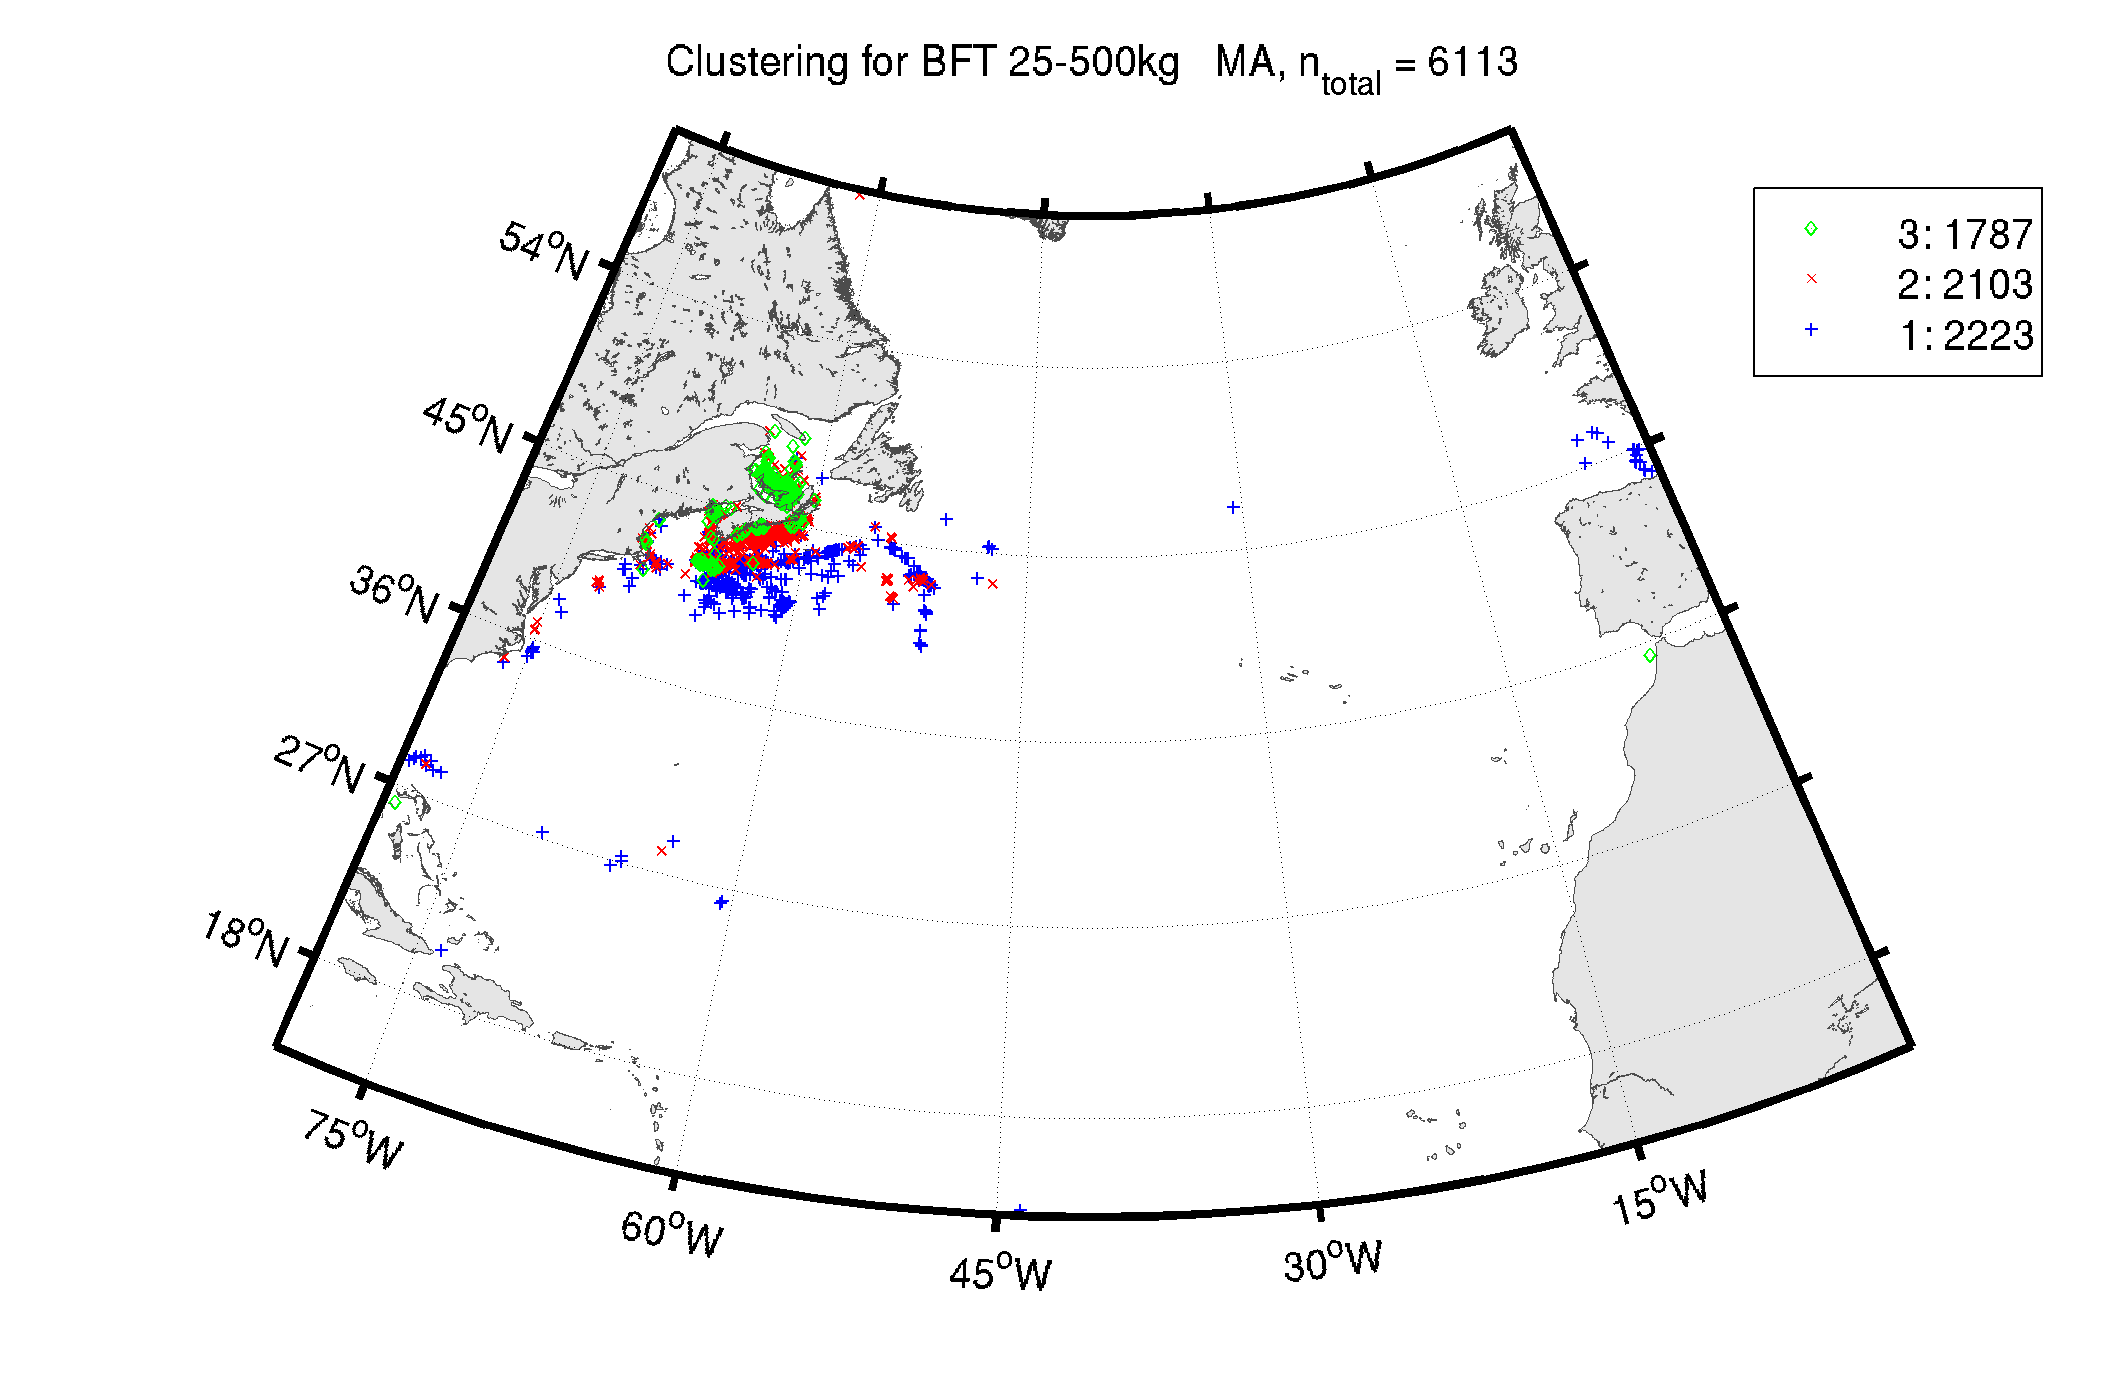 Clustering for BFT 25-500kg MA, n_total = 6113
3: 1787
2: 2103
1: 2223
54°N
45°N
36°N
27°N
18°N
75°W
60°W
45°W
30°W
15°W